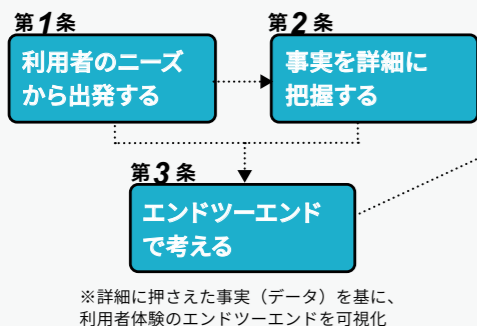 第1条
利用者のニーズ
から出発する
第2条
事実を詳細に
把握する
第3条
エンドツーエンド
で考える
※詳細に押さえた事実（データ）を基に、
利用者体験のエンドツーエンドを可視化